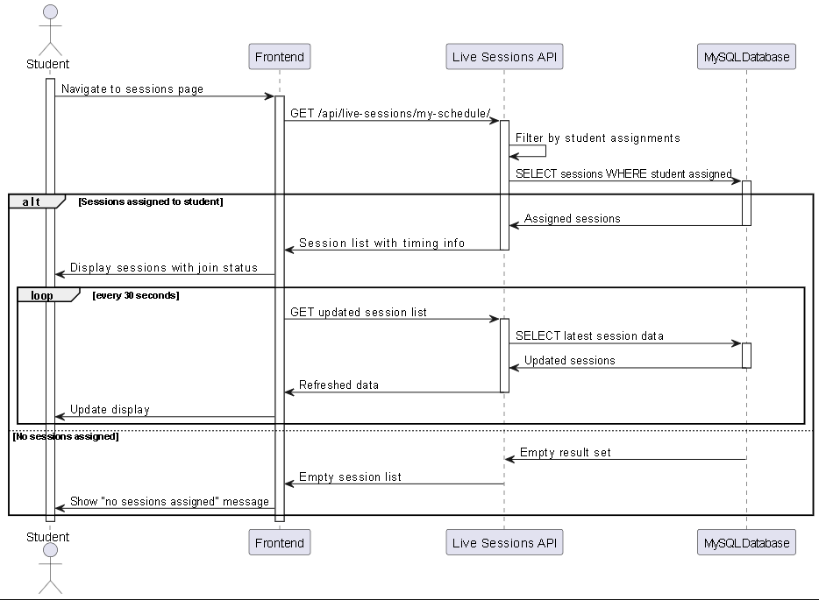 Student
Frontend
Live Sessions API
MySQLDatabase
Navigate to sessions page
GET /api/live-sessions/my-schedule/
Filter by student assignments
SELECT sessions WHERE student assigned
alt
[Sessions assigned to student]
Assigned sessions
Session list with timing info
Display sessions with join status
loop
[every 30 seconds]
GET updated session list
SELECT latest session data
Updated sessions
Refreshed data
Update display
[No sessions assigned]
Empty result set
Empty session list
Show "no sessions assigned" message
Student
Frontend
Live Sessions API
MySQLDatabase